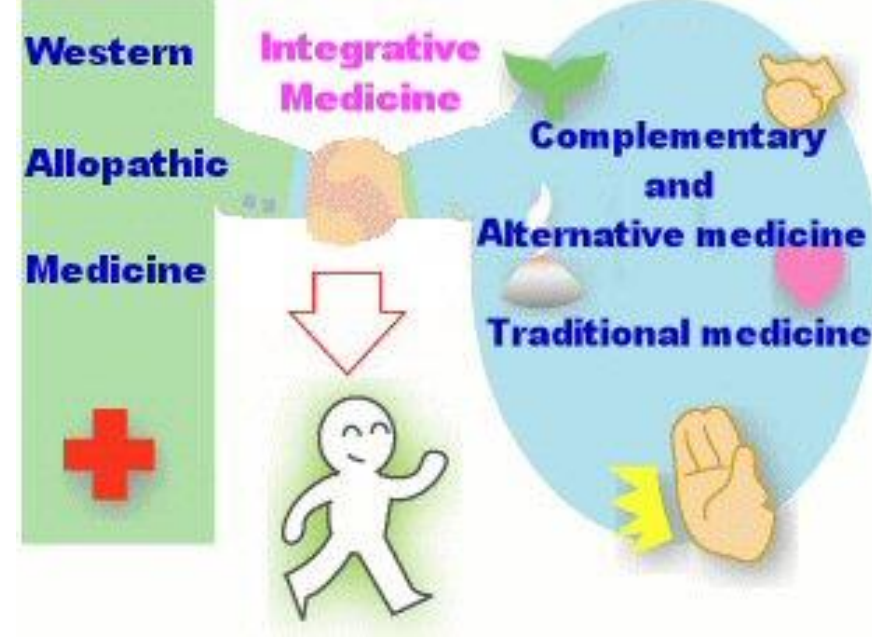 Western
Allopathic
Medicine
Integrative
Medicine
Complementary
and
Alternative medicine
Traditional medicine